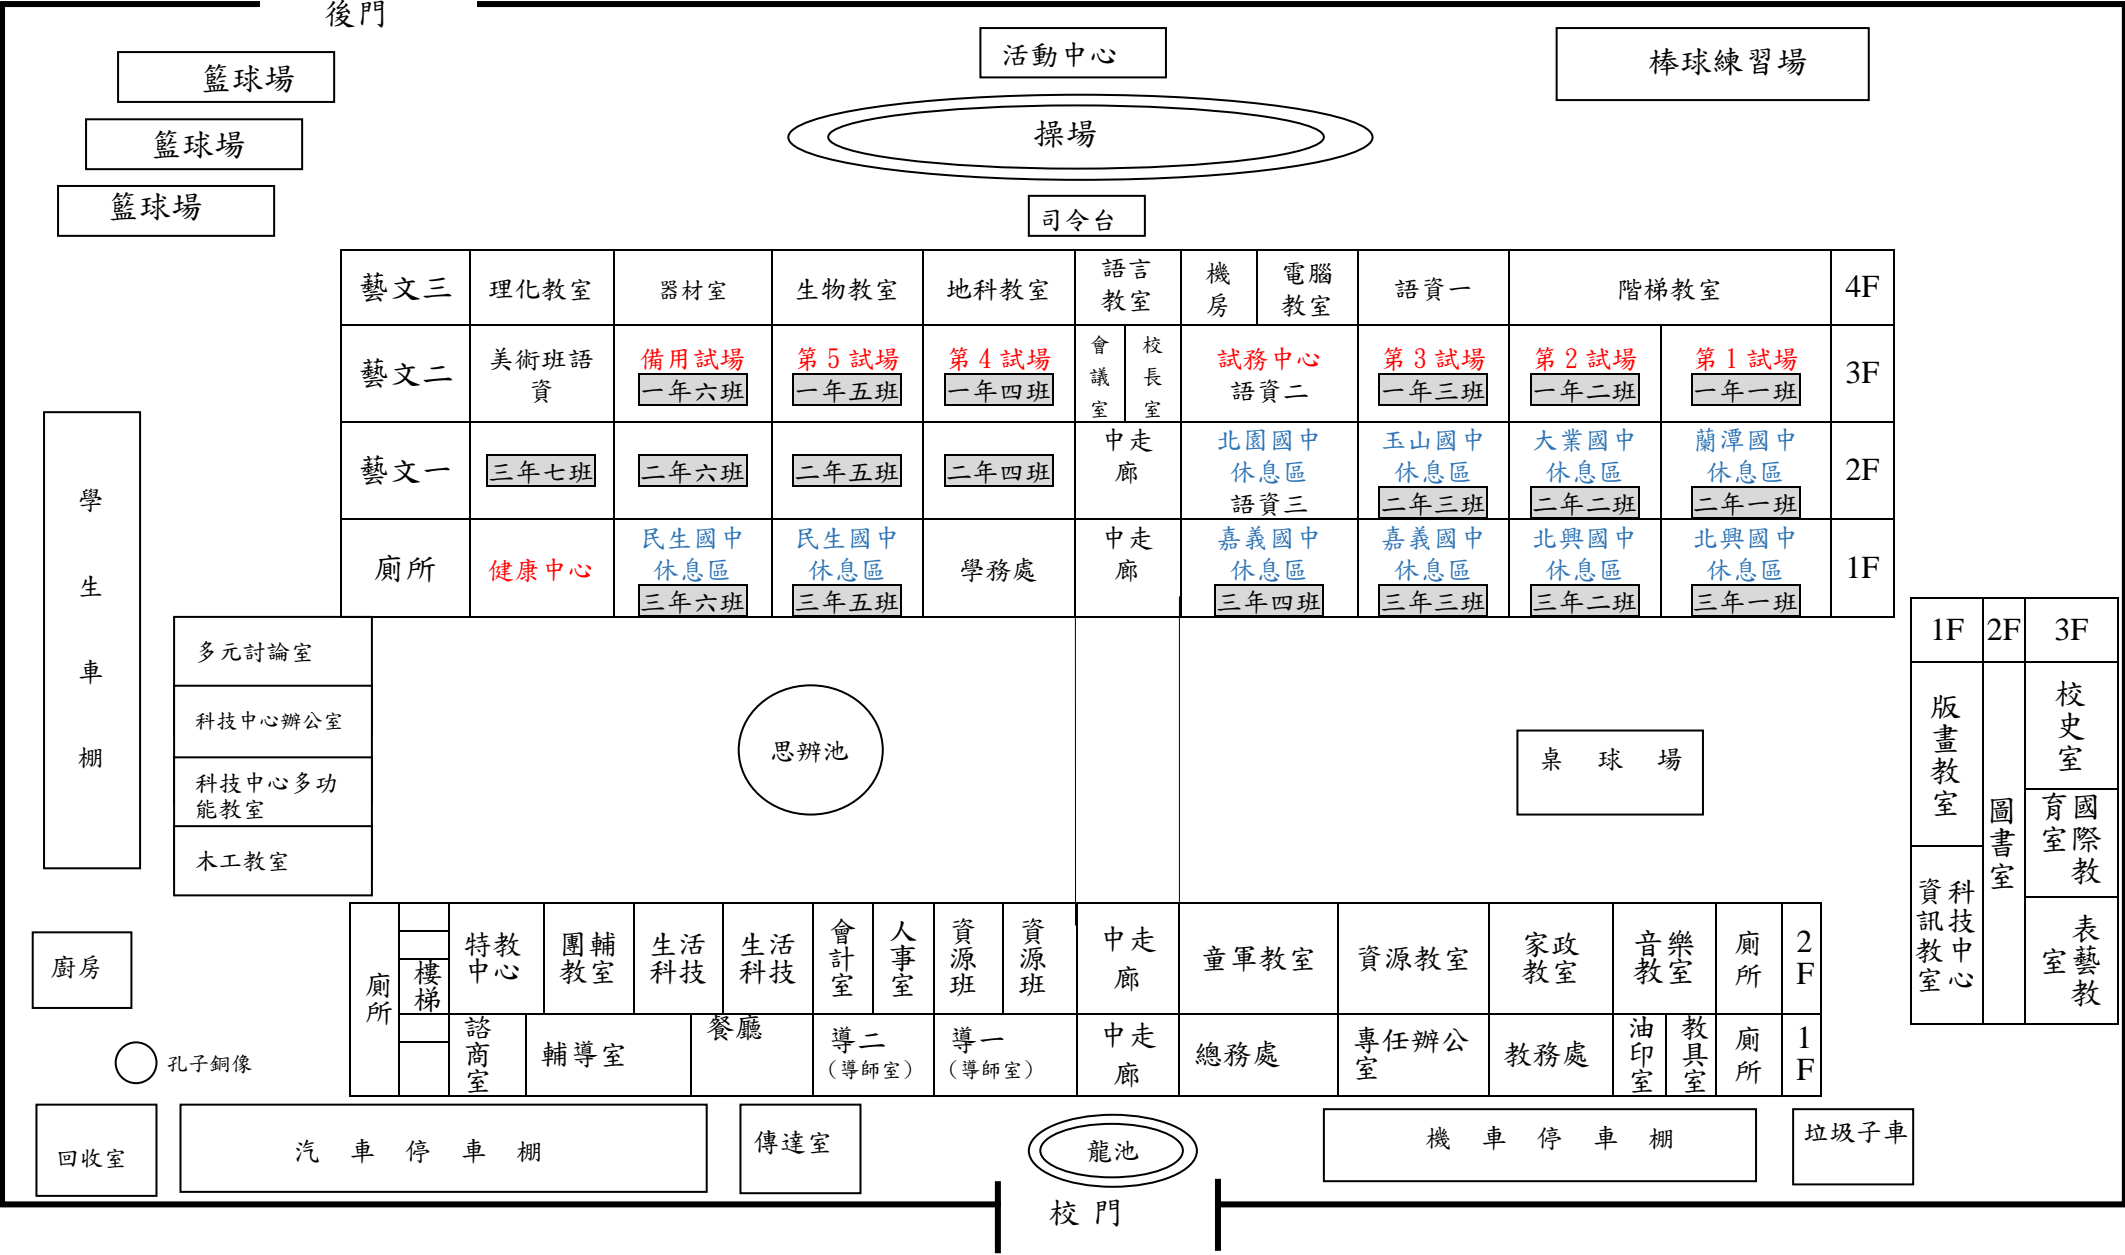 後門
活動中心
棒球練習場
籃球場
籃球場
籃球場
操場
司令台
藝文三
理化教室
器材室
生物教室
地科教室
語言
教室
機
房
電腦
教室
語資一
階梯教室
4F
藝文二
美術班語
資
備用試場
一年六班
第 5 試場
一年五班
第 4 試場
一年四班
會
議
室
校
長
室
試務中心
語資二
第 3 試場
一年三班
第 2 試場
一年二班
第 1 試場
一年一班
3F
藝文一
三年七班
二年六班
二年五班
二年四班
中走
廊
北園國中
休息區
語資三
玉山國中
休息區
二年三班
大業國中
休息區
二年二班
蘭潭國中
休息區
二年一班
2F
廁所
健康中心
民生國中
休息區
三年六班
民生國中
休息區
三年五班
學務處
中走
廊
嘉義國中
休息區
三年四班
嘉義國中
休息區
三年三班
北興國中
休息區
三年二班
北興國中
休息區
三年一班
1F
學
生
車
棚
多元討論室
科技中心辦公室
科技中心多功
能教室
木工教室
思辨池
桌 球 場
1F
2F
3F
版畫教室
科技中心
資訊教室
圖書室
校史室
國際教
育室
表藝教
室
廚房
孔子銅像
回收室
廁所
樓梯
特教
中心
團輔
教室
生活
科技
生活
科技
會計室
人事室
資源班
資源班
中走
廊
童軍教室
資源教室
家政
教室
音樂
教室
廁所
2F
諮商室
輔導室
餐廳
導二
(導師室)
導一
(導師室)
中走
廊
總務處
專任辦公
室
教務處
油印室
教具室
廁所
1F
汽 車 停 車 棚
傳達室
龍池
機 車 停 車 棚
垃圾子車
校 門